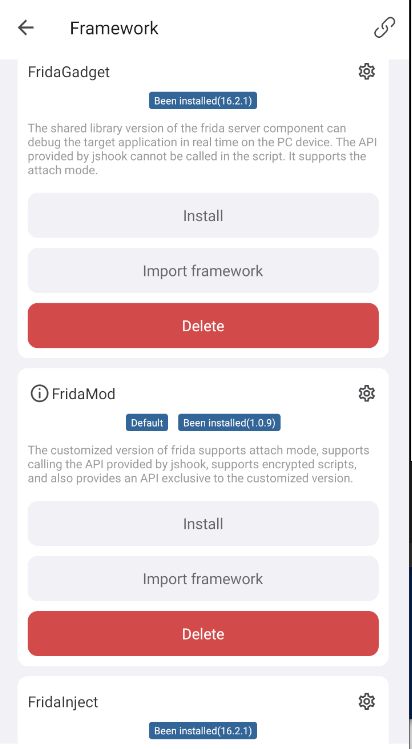 Framework
FridaGadget
Been installed(16.2.1)
The shared library version of the frida server component can
debug the target application in real time on the PC device. The API
provided by jshook cannot be called in the script. It supports the
attach mode.
Install
Import framework
Delete
FridaMod
Default Been installed(1.0.9)
The customized version of frida supports attach mode, supports
calling the API provided by jshook, supports encrypted scripts,
and also provides an API exclusive to the customized version.
Install
Import framework
Delete
FridaInject
Been installed(16.2.1)